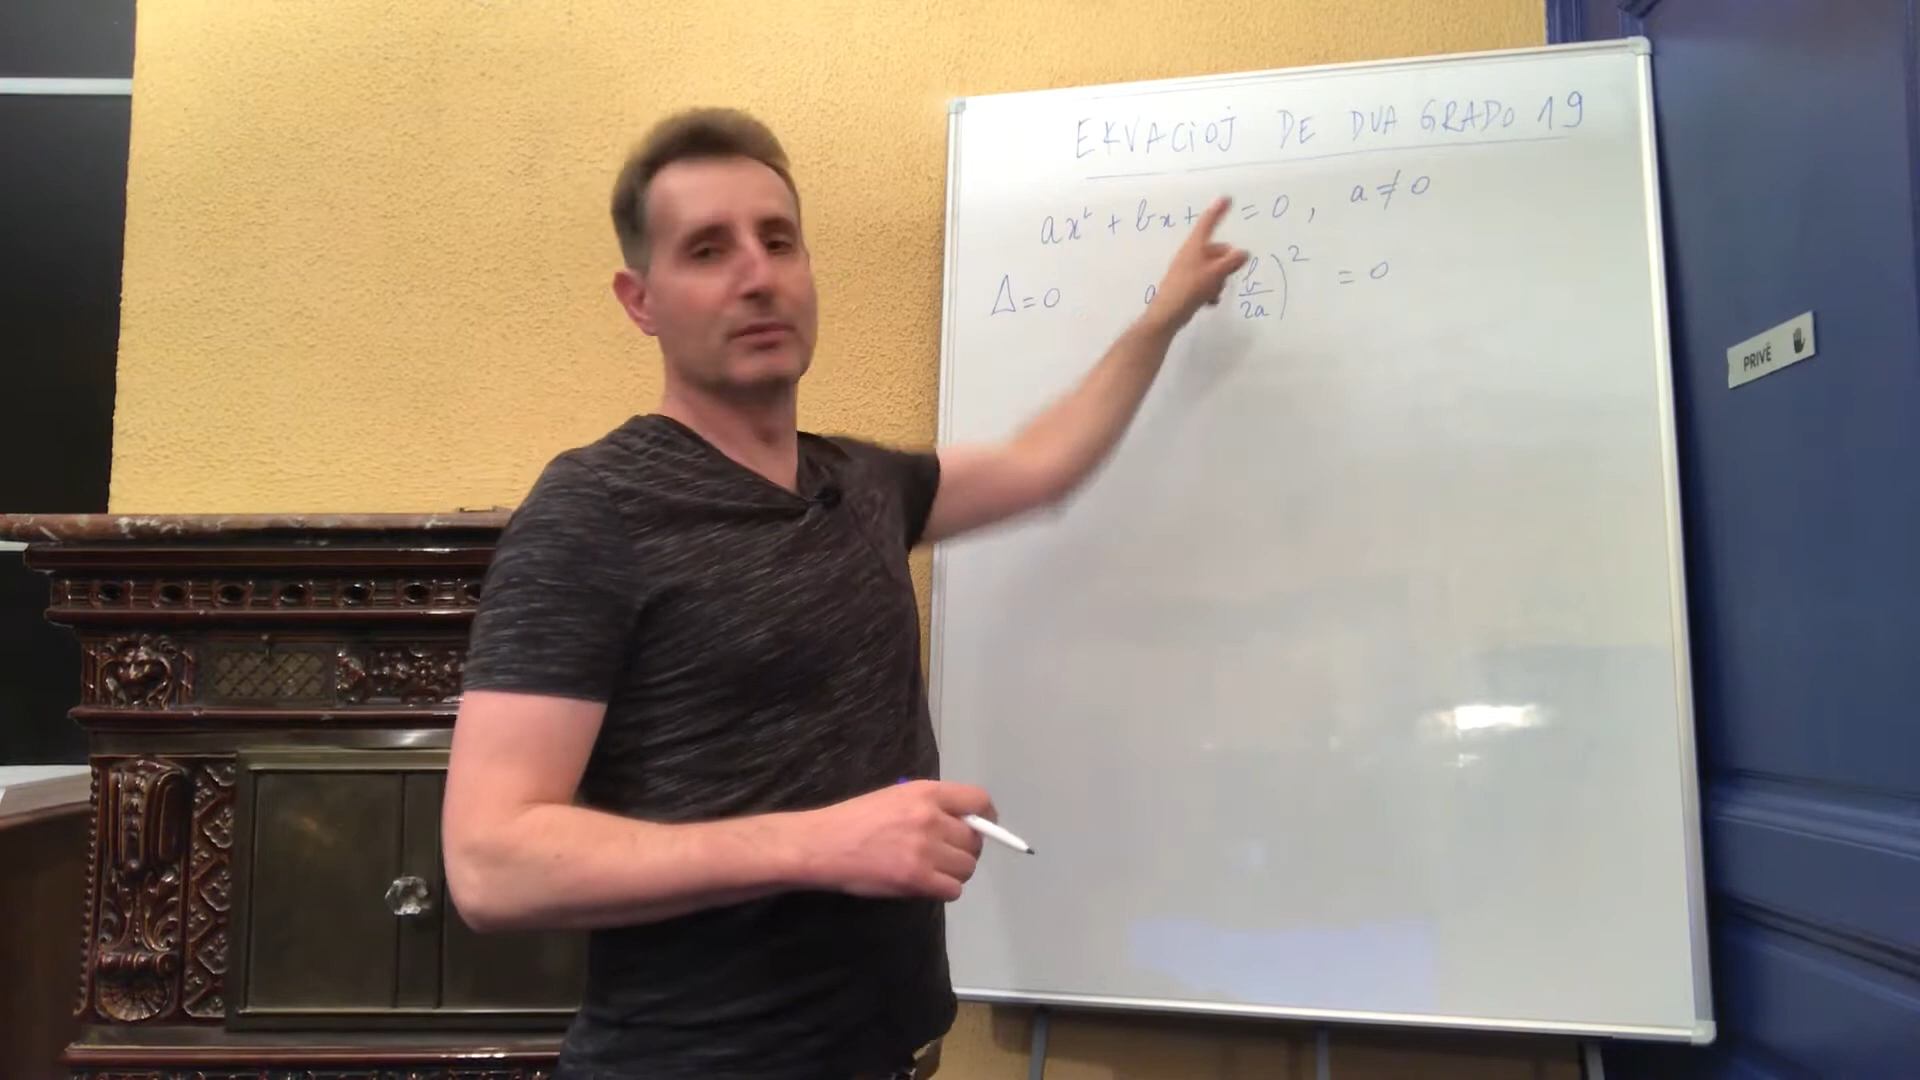 EKVACIOJ DE DUA GRADO 19
ax² + bx + = 0, a ≠ 0
Δ = 0 a b/2a)² = 0
PRIVÉ